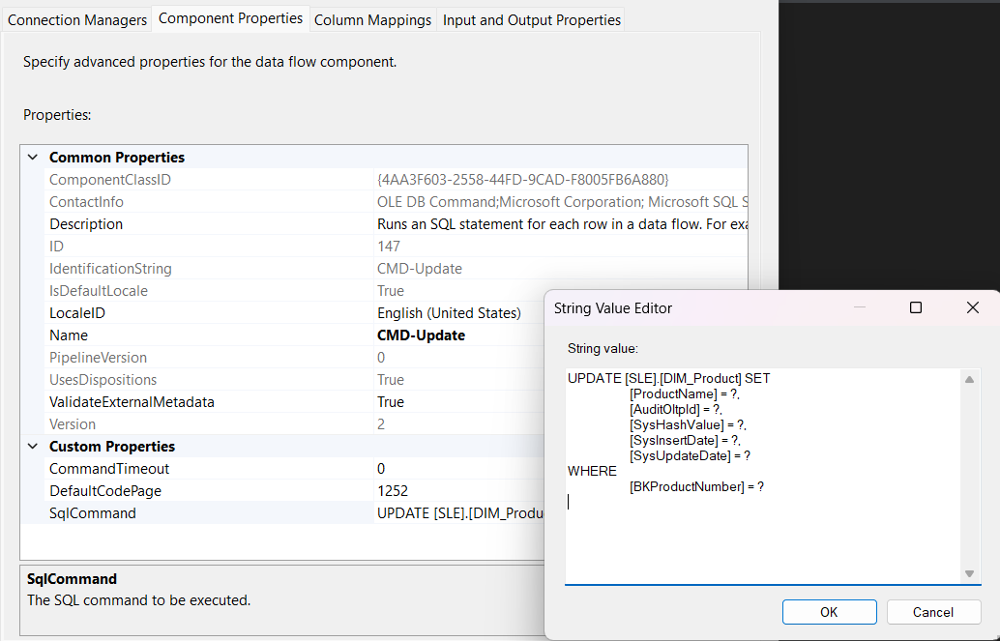 Connection Managers Component Properties Column Mappings Input and Output Properties
Specify advanced properties for the data flow component.
Properties:
Common Properties
ComponentClassID {4AA3F603-2558-44FD-9CAD-F8005FB6A880}
ContactInfo OLE DB Command;Microsoft Corporation; Microsoft SQL S
Description Runs an SQL statement for each row in a data flow. For exa
ID 147
IdentificationString CMD-Update
IsDefaultLocale True
LocaleID English (United States)
Name CMD-Update
PipelineVersion 0
UsesDispositions True
ValidateExternalMetadata True
Version 2
Custom Properties
CommandTimeout 0
DefaultCodePage 1252
SqlCommand UPDATE [SLE].[DIM_Produ
SqlCommand
The SQL command to be executed.
String Value Editor
String value:
UPDATE [SLE].[DIM_Product] SET
[ProductName] = ?,
[AuditOltpId] = ?,
[SysHashValue] = ?,
[SysInsertDate] = ?,
[SysUpdateDate] = ?
WHERE
[BKProductNumber] = ?
OK Cancel